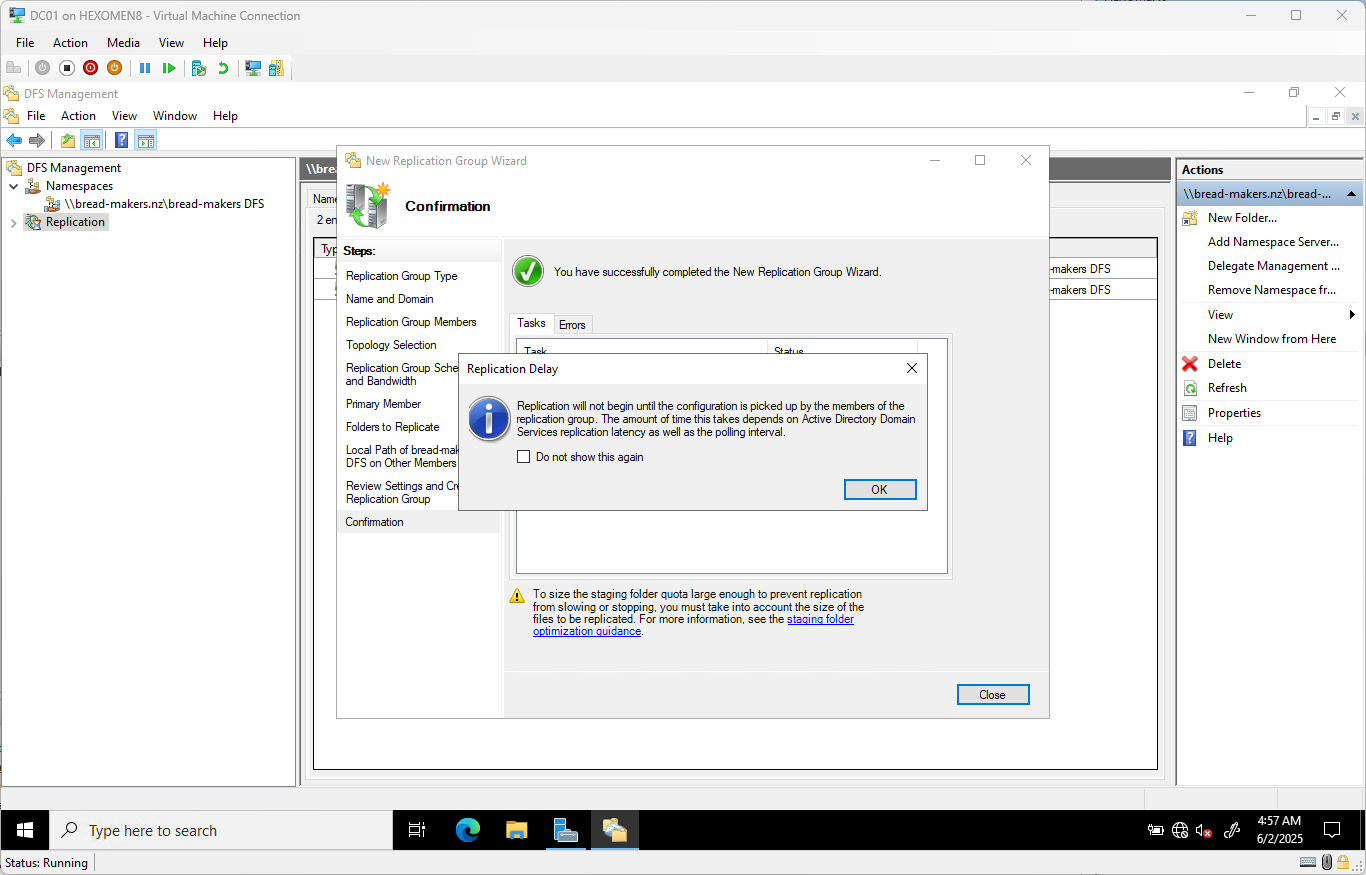 DC01 on HEXOMEN8 - Virtual Machine Connection
File Action Media View Help
DFS Management
File Action View Window Help
DFS Management
Namespaces
\\bread-makers.nz\bread-makers DFS
Replication
\\bre
Name
2 en
Typ
-makers DFS
-makers DFS
New Replication Group Wizard
Confirmation
Steps:
Replication Group Type
Name and Domain
Replication Group Members
Topology Selection
Replication Group Sche
and Bandwidth
Primary Member
Folders to Replicate
Local Path of bread-mak
DFS on Other Members
Review Settings and Cre
Replication Group
Confirmation
You have successfully completed the New Replication Group Wizard.
Tasks Errors
Task Status
Replication Delay
Replication will not begin until the configuration is picked up by the members of the
replication group. The amount of time this takes depends on Active Directory Domain
Services replication latency as well as the polling interval.
Do not show this again
OK
To size the staging folder quota large enough to prevent replication
from slowing or stopping, you must take into account the size of the
files to be replicated. For more information, see the staging folder
optimization guidance.
Close
Actions
\\bread-makers.nz\bread-...
New Folder...
Add Namespace Server...
Delegate Management ...
Remove Namespace fr...
View
New Window from Here
Delete
Refresh
Properties
Help
Type here to search
4:57 AM
6/2/2025
Status: Running